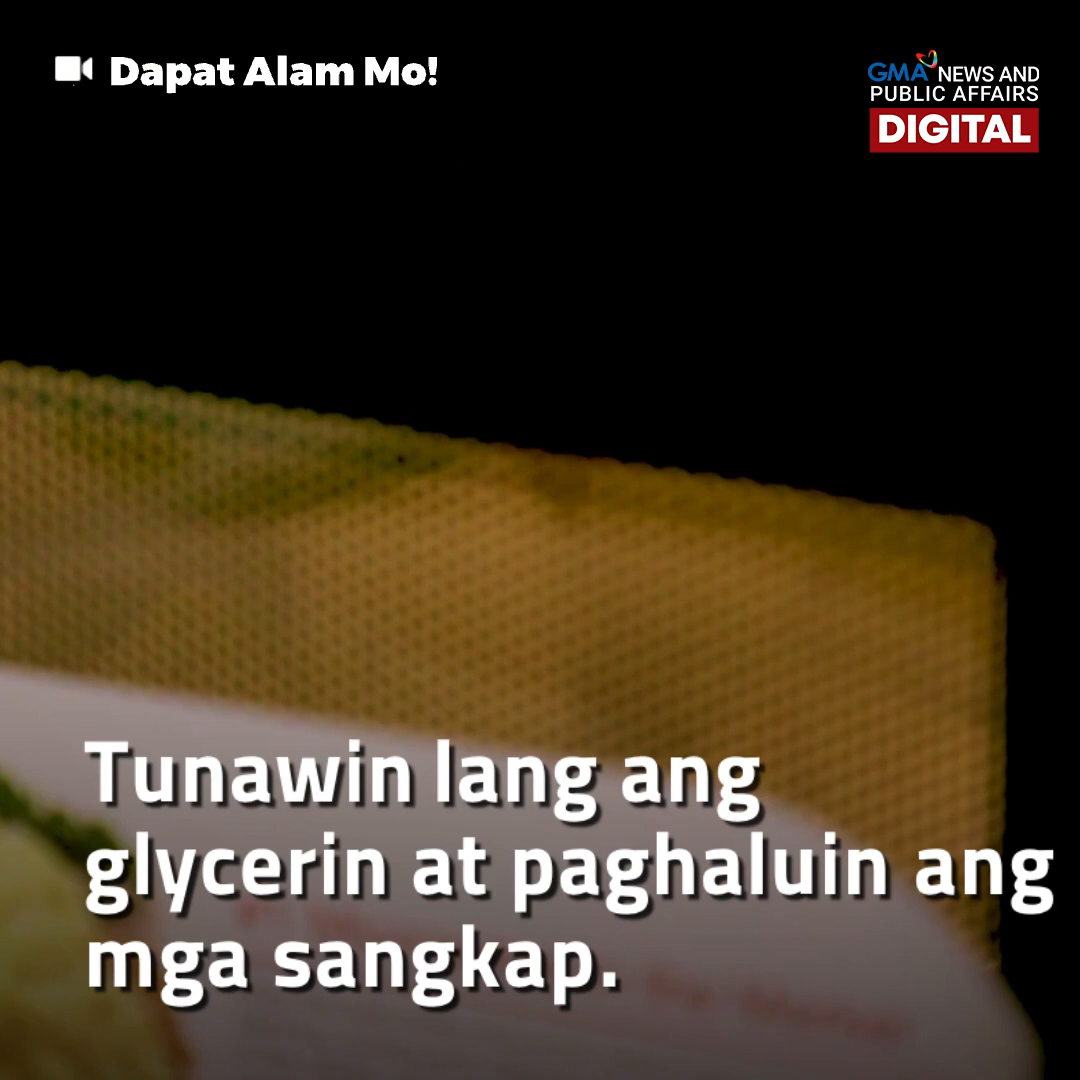 Dapat Alam Mo!
GMA NEWS AND
PUBLIC AFFAIRS
DIGITAL
Tunawin lang ang
glycerin at paghaluin ang
mga sangkap.